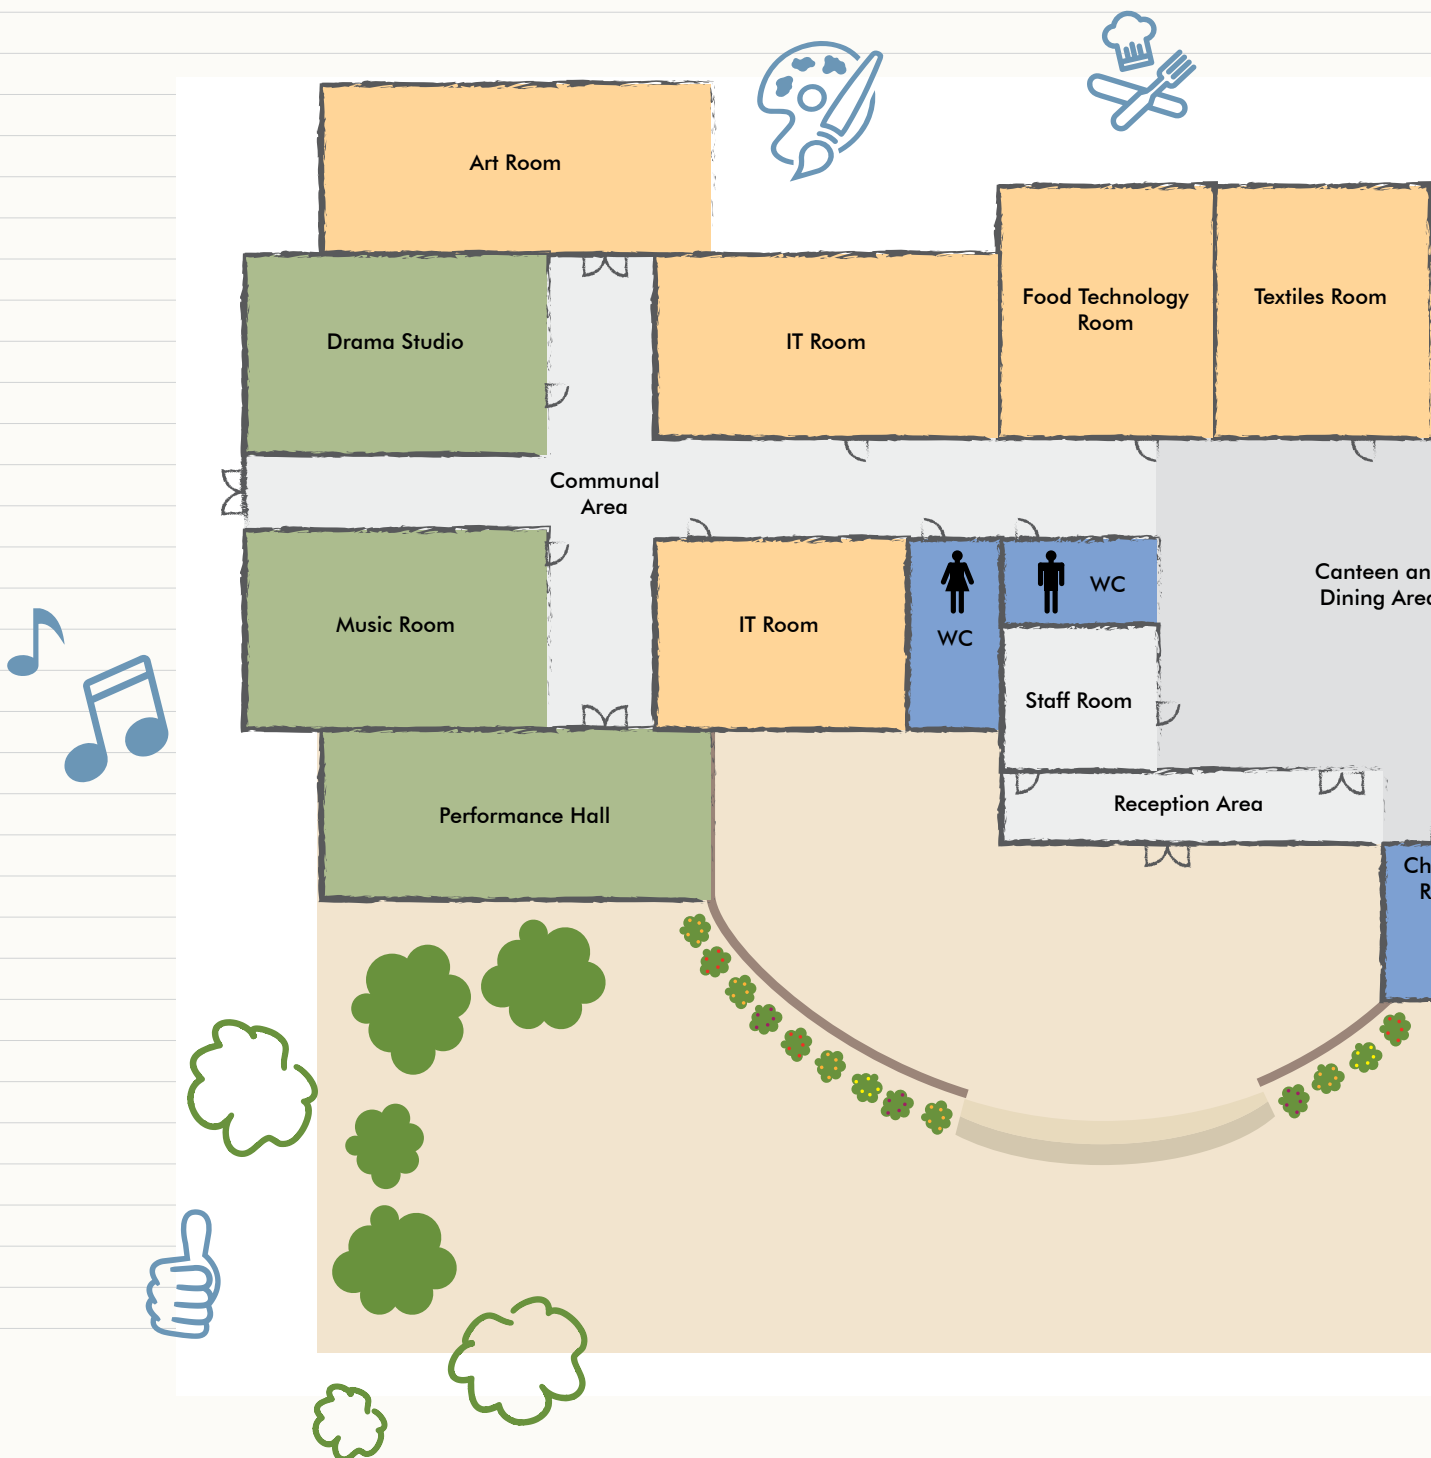 Art Room
Food Technology
Room
Textiles Room
Drama Studio
IT Room
Communal
Area
Canteen
Dining
WC
Music Room
IT Room
WC
Staff Room
Reception Area
Performance Hall